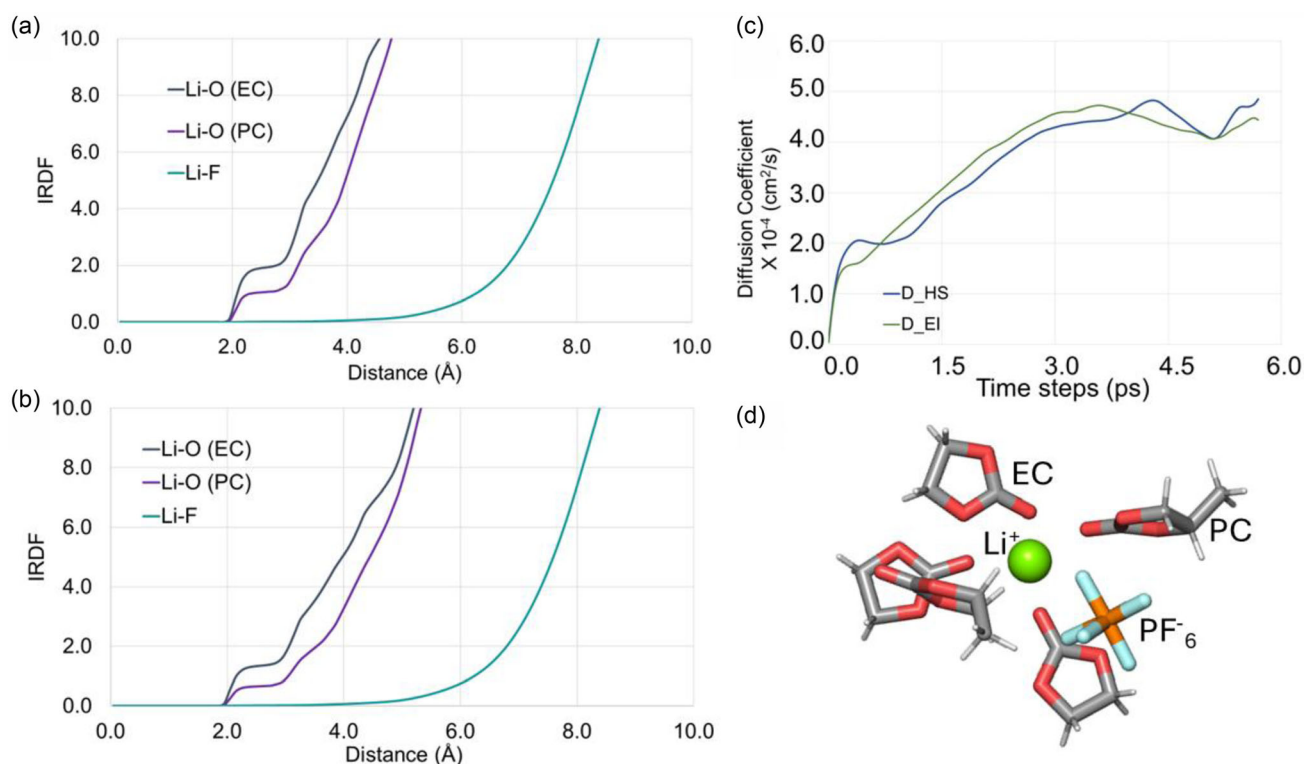 (a)
10.0
8.0
6.0
4.0
2.0
0.0
IRDF
Li-O (EC)
Li-O (PC)
Li-F
0.0 2.0 4.0 6.0 8.0 10.0
Distance (Å)
(b)
10.0
8.0
6.0
4.0
2.0
0.0
IRDF
Li-O (EC)
Li-O (PC)
Li-F
0.0 2.0 4.0 6.0 8.0 10.0
Distance (Å)
(c)
6.0
5.0
4.0
3.0
2.0
1.0
0.0
Diffusion Coefficient
X 10⁻⁴ (cm²/s)
D_HS
D_EI
0.0 1.5 3.0 4.5 6.0
Time steps (ps)
(d)
EC
PC
Li⁺
PF⁻₆